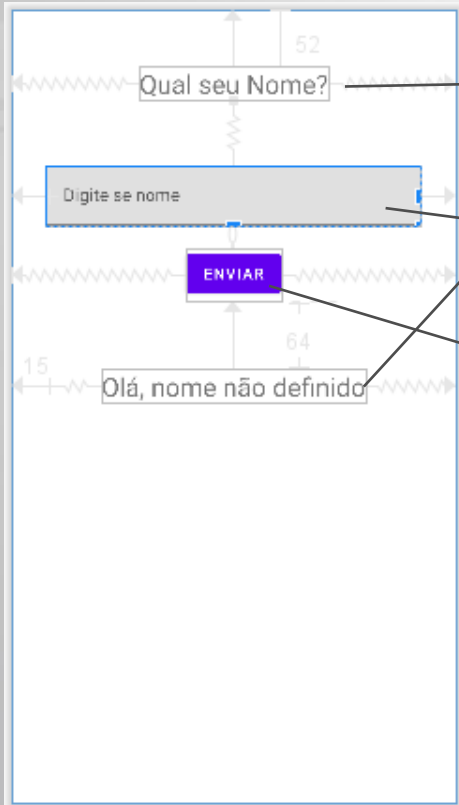 52
Qual seu Nome?
Digite se nome
ENVIAR
64
15
Olá, nome não definido